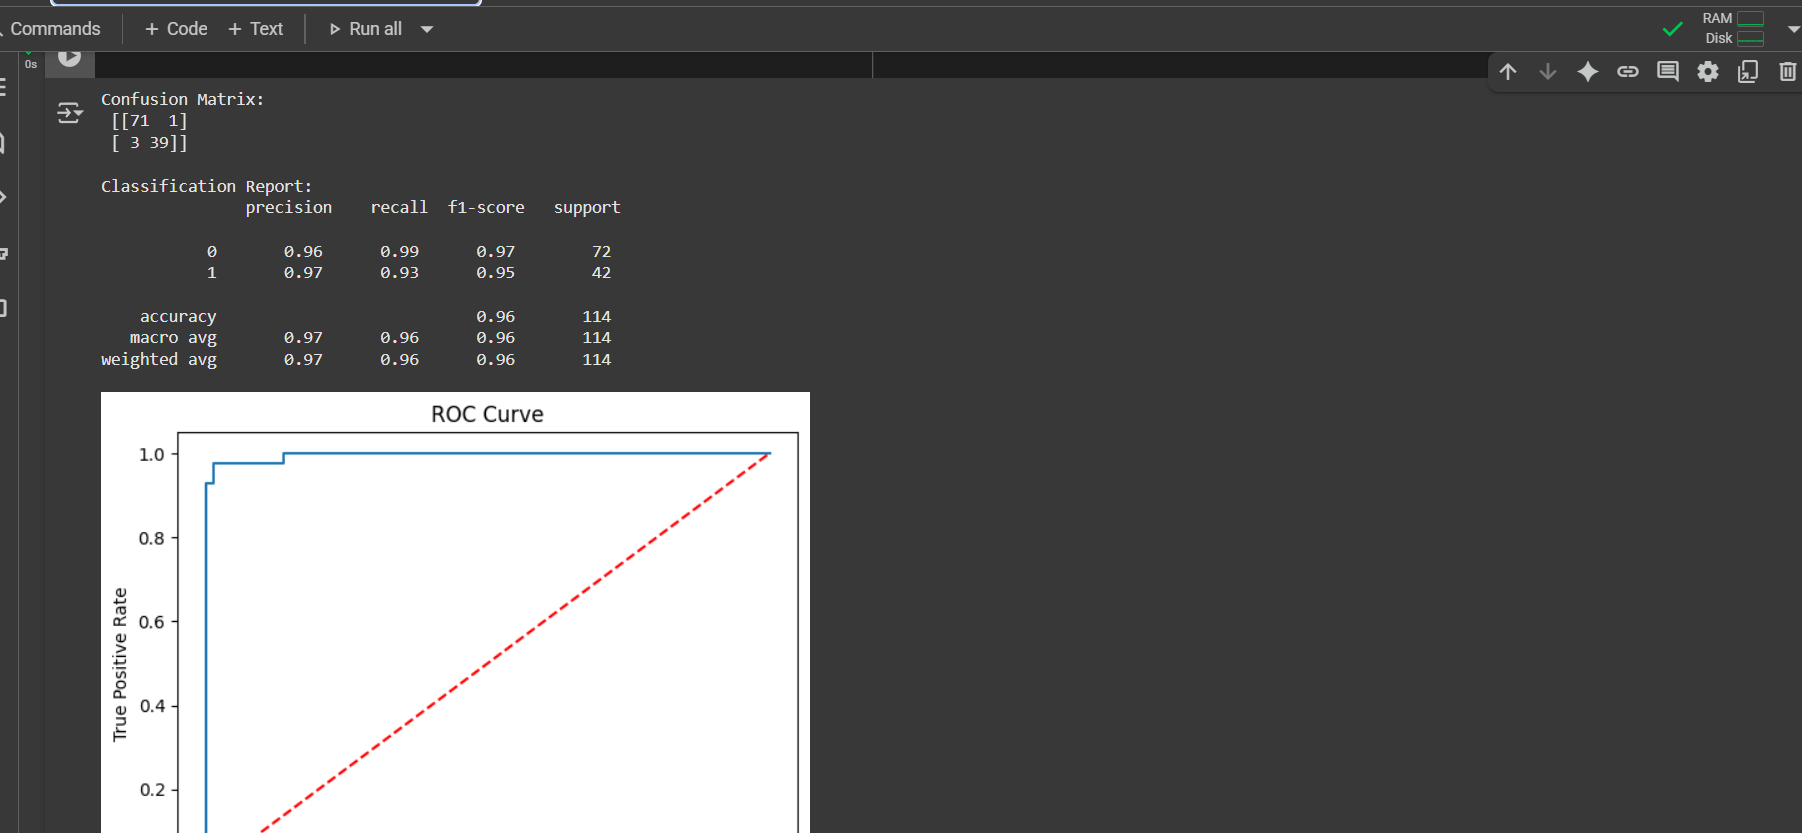 Commands + Code + Text Run all
RAM
Disk
0s
Confusion Matrix:
[[71 1]
[ 3 39]]
Classification Report:
precision recall f1-score support
0 0.96 0.99 0.97 72
1 0.97 0.93 0.95 42
accuracy 0.96 114
macro avg 0.97 0.96 0.96 114
weighted avg 0.97 0.96 0.96 114
ROC Curve
1.0
0.8
0.6
0.4
0.2
True Positive Rate